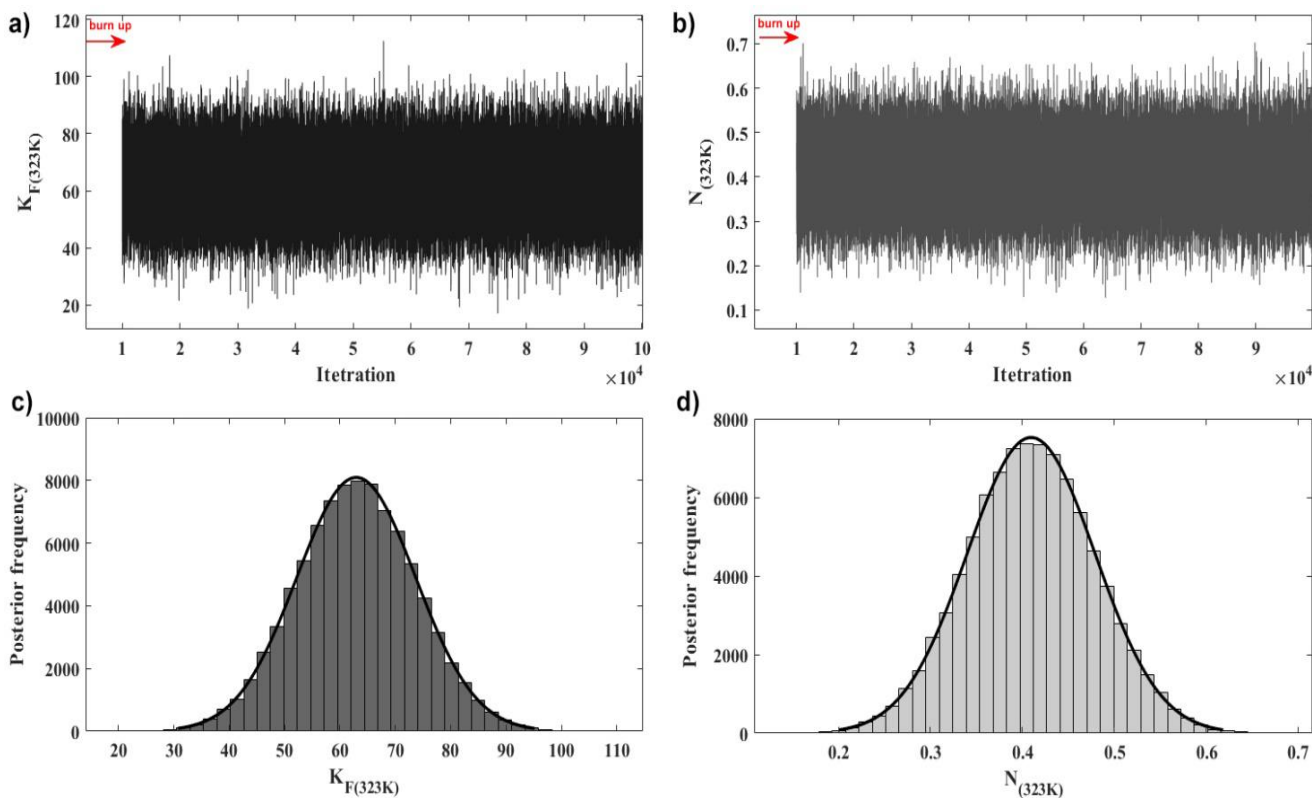 a)
burn up
120
100
80
60
40
20
K_F(323K)
1 2 3 4 5 6 7 8 9 10
Itetration
×10^4
b)
burn up
0.7
0.6
0.5
0.4
0.3
0.2
0.1
N_(323K)
1 2 3 4 5 6 7 8 9 10
Itetration
×10^4
c)
10000
8000
6000
4000
2000
0
Posterior frequency
20 30 40 50 60 70 80 90 100 110
K_F(323K)
d)
8000
6000
4000
2000
0
Posterior frequency
0.2 0.3 0.4 0.5 0.6 0.7
N_(323K)